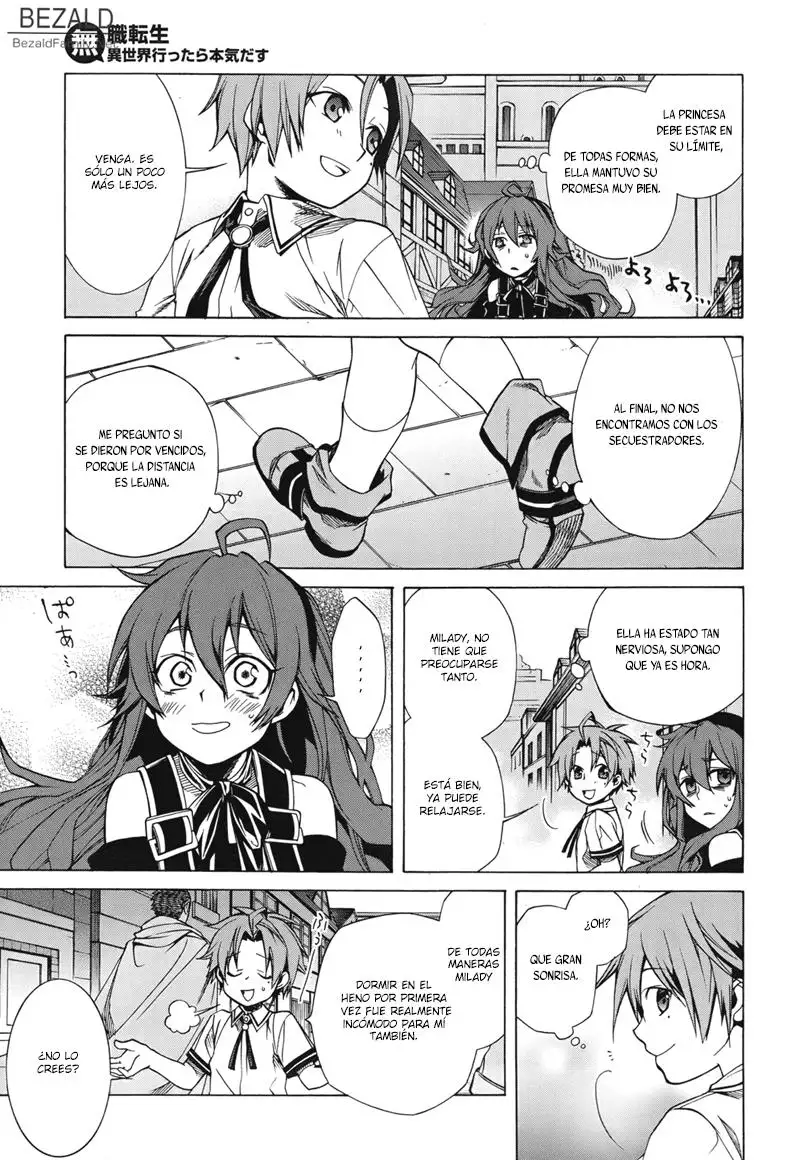 BEZALD
BezaldFamily.Net
無職転生
異世界行ったら本気だす
LA PRINCESA
DEBE ESTAR EN
SU LÍMITE,
DE TODAS FORMAS,
ELLA MANTUVO SU
PROMESA MUY BIEN.
VENGA. ES
SÓLO UN POCO
MÁS LEJOS.
よろよろ...
AL FINAL, NO NOS
ENCONTRAMOS CON LOS
SECUESTRADORES.
ME PREGUNTO SI
SE DIERON POR VENCIDOS,
PORQUE LA DISTANCIA
ES LEJANA.
ELLA HA ESTADO TAN
NERVIOSA, SUPONGO
QUE YA ES HORA.
MILADY, NO
TIENE QUE
PREOCUPARSE
TANTO.
ESTÁ BIEN,
YA PUEDE
RELAJARSE.
.....
ぱぁ…っ
¿OH?
QUE GRAN
SONRISA.
DE TODAS
MANERAS
MILADY
DORMIR EN EL
HENO POR PRIMERA
VEZ FUE REALMENTE
INCÓMODO PARA MÍ
TAMBIÉN.
¿NO LO
CREES?